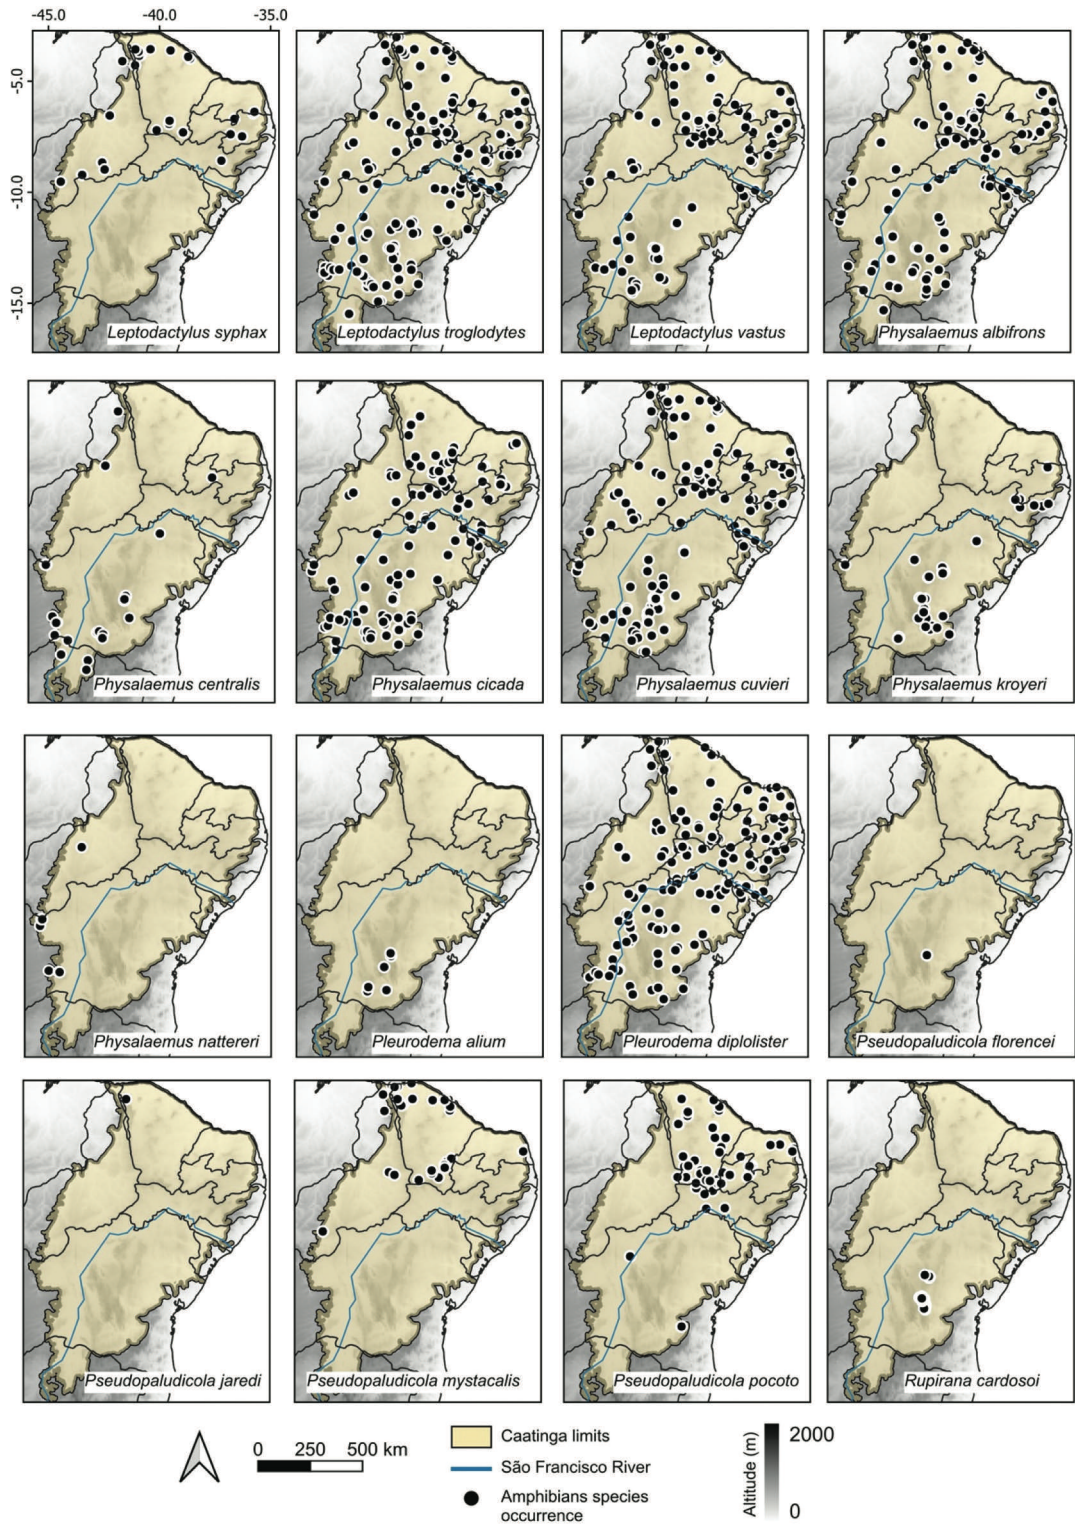 -45.0 -40.0 -35.0
-5.0
-10.0
-15.0
Leptodactylus syphax
Leptodactylus troglodytes
Leptodactylus vastus
Physalaemus albifrons
Physalaemus centralis
Physalaemus cicada
Physalaemus cuvieri
Physalaemus kroyeri
Physalaemus nattereri
Pleurodema alium
Pleurodema diplolister
Pseudopaludicola florencei
Pseudopaludicola jaredi
Pseudopaludicola mystacalis
Pseudopaludicola pocoto
Rupirana cardosoi
0 250 500 km
Caatinga limits
São Francisco River
Amphibians species
occurrence
Altitude (m)
2000
0